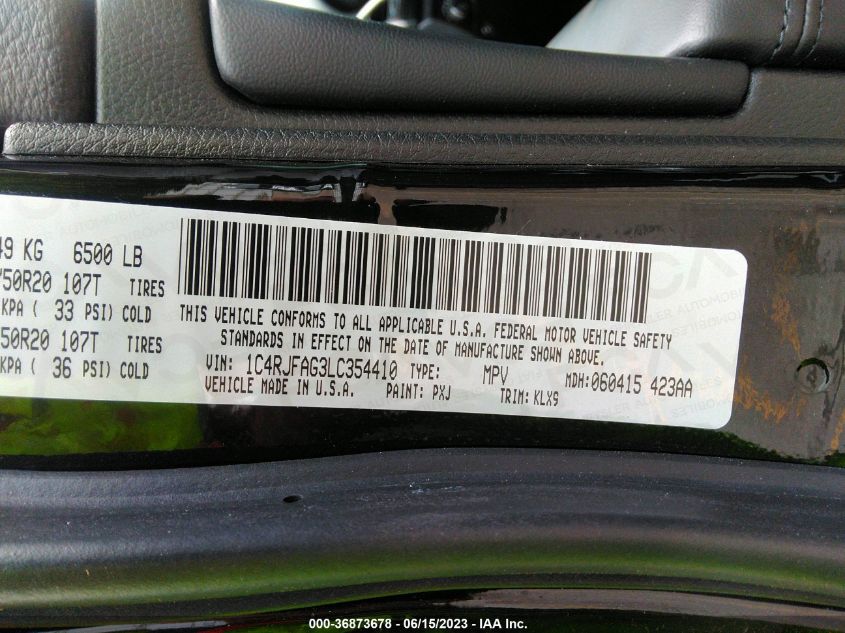 49 KG 6500 LB
50R20 107T TIRES
KPA ( 33 PSI) COLD
50R20 107T
KPA ( 36 PSI) COLD
THIS VEHICLE CONFORMS TO ALL APPLICABLE U.S.A. FEDERAL MOTOR VEHICLE SAFETY
STANDARDS IN EFFECT ON THE DATE OF MANUFACTURE SHOWN ABOVE.
VIN: 1C4RJFAG3LC354410 TYPE: MPV MDH:060415 423AA
VEHICLE MADE IN U.S.A. PAINT: PXJ TRIM: KLX9
000-36873678 - 06/15/2023 - IAA Inc.